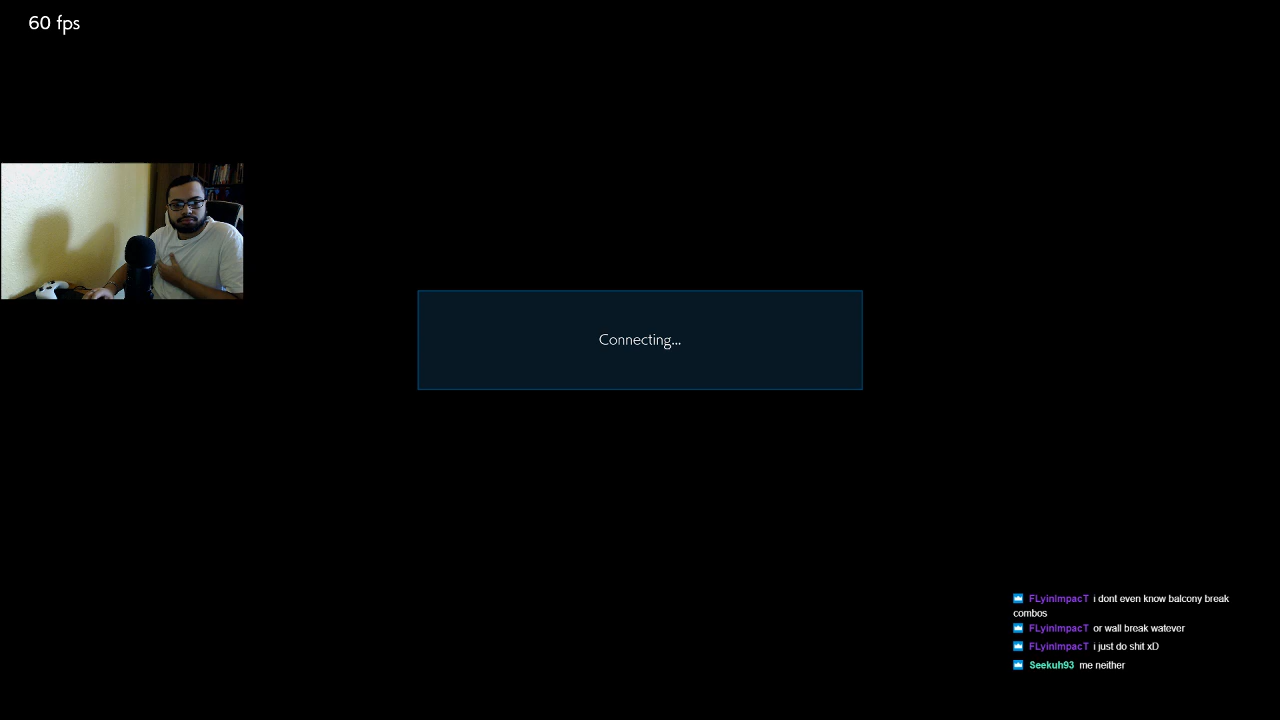 60 fps
Connecting...
FLyinImpacT i dont even know balcony break
combos
FLyinImpacT or wall break watever
FLyinImpacT i just do shit xD
Seekuh93 me neither